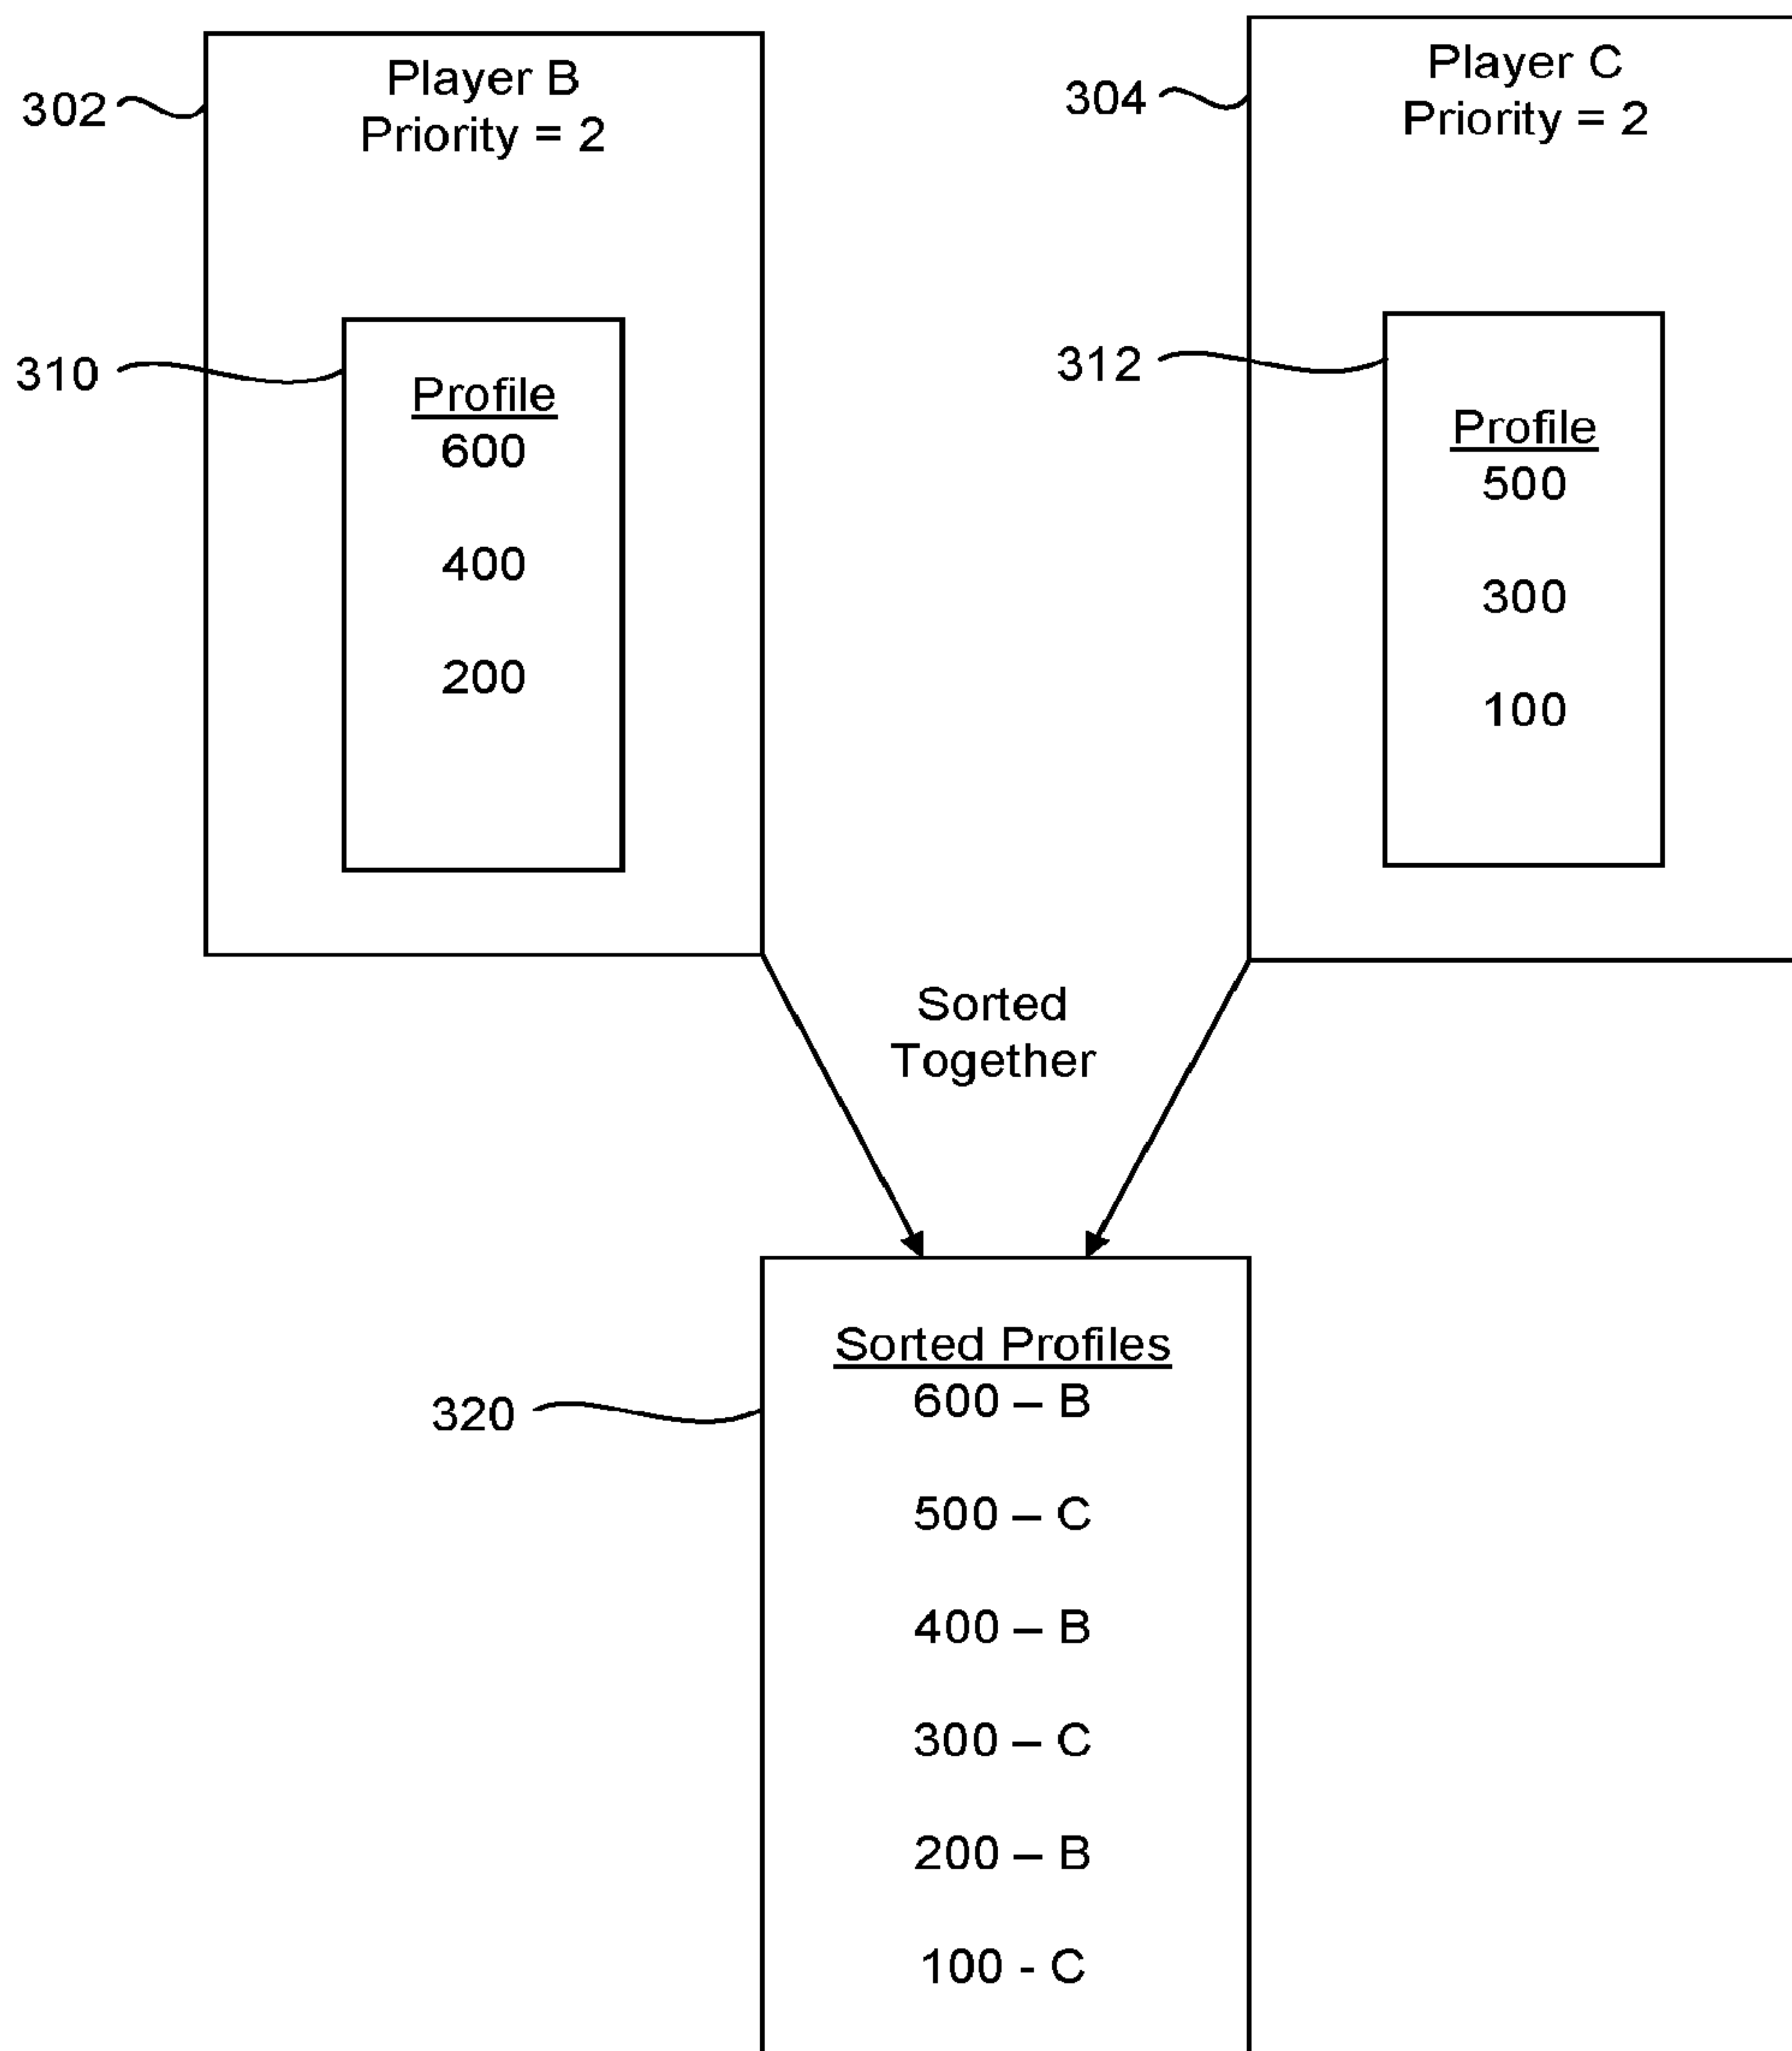 302
Player B
Priority = 2
310
Profile
600
400
200
304
Player C
Priority = 2
312
Profile
500
300
100
Sorted
Together
320
Sorted Profiles
600 – B
500 – C
400 – B
300 – C
200 – B
100 - C